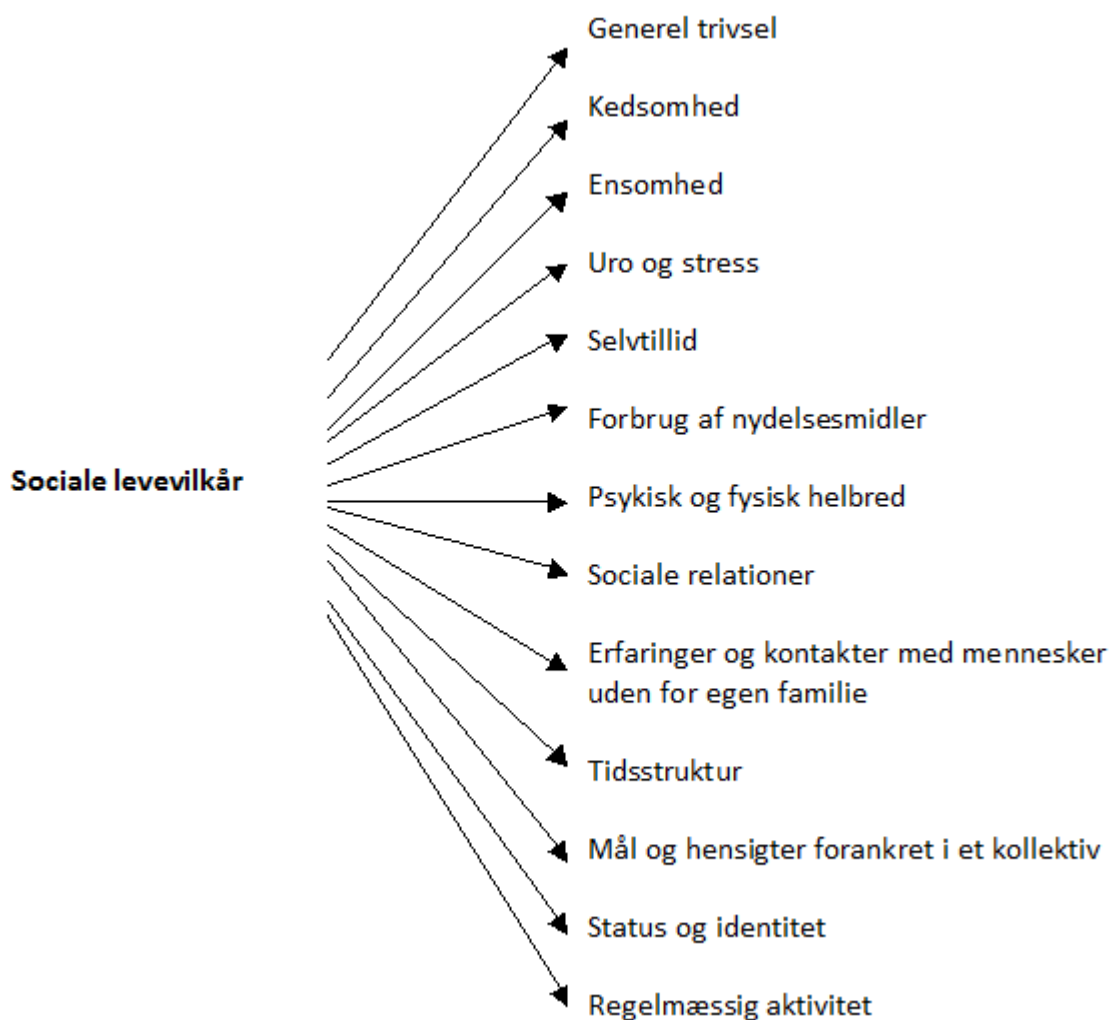 Generel trivsel
Kedsomhed
Ensomhed
Uro og stress
Selvtillid
Forbrug af nydelsesmidler
Sociale levevilkår
Psykisk og fysisk helbred
Sociale relationer
Erfaringer og kontakter med mennesker
uden for egen familie
Tidsstruktur
Mål og hensigter forankret i et kollektiv
Status og identitet
Regelmæssig aktivitet